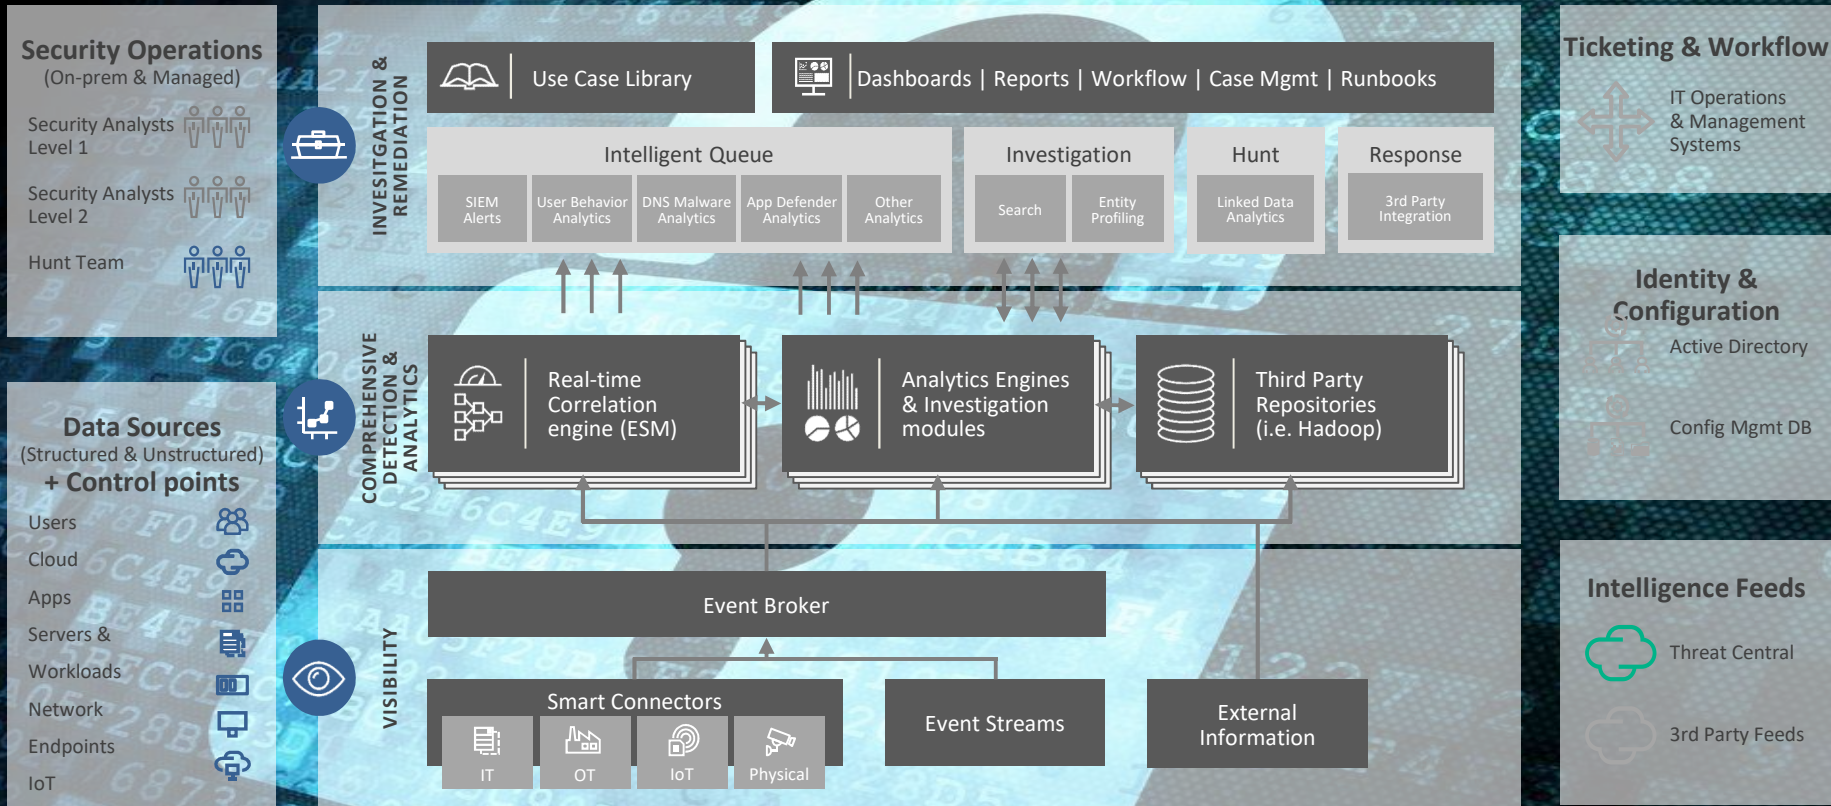 Security Operations
(On-prem & Managed)
Security Analysts
Level 1
Security Analysts
Level 2
Hunt Team
Data Sources
(Structured & Unstructured)
+ Control points
Users
Cloud
Apps
Servers &
Workloads
Network
Endpoints
IoT
INVESITGATION &
REMEDIATION
Use Case Library
Dashboards | Reports | Workflow | Case Mgmt | Runbooks
Intelligent Queue
SIEM
Alerts
User Behavior
Analytics
DNS Malware
Analytics
App Defender
Analytics
Other
Analytics
Investigation
Search
Entity
Profiling
Hunt
Linked Data
Analytics
Response
3rd Party
Integration
COMPREHENSIVE
DETECTION &
ANALYTICS
Real-time
Correlation
engine (ESM)
Analytics Engines
& Investigation
modules
Third Party
Repositories
(i.e. Hadoop)
VISIBILITY
Event Broker
Smart Connectors
IT
OT
IoT
Physical
Event Streams
External
Information
Ticketing & Workflow
IT Operations
& Management
Systems
Identity &
Configuration
Active Directory
Config Mgmt DB
Intelligence Feeds
Threat Central
3rd Party Feeds